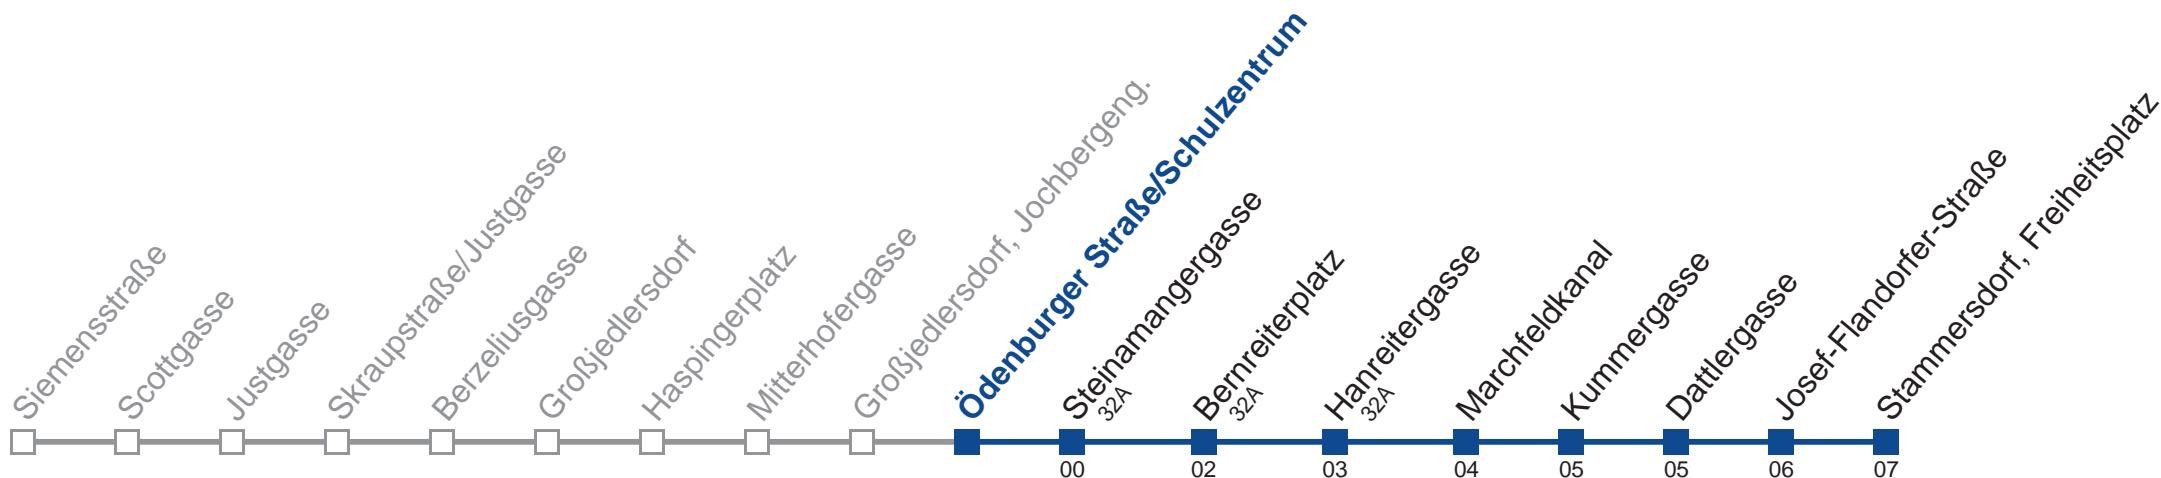 Siemensstraße
Scottgasse
Justgasse
Skraupstraße/Justgasse
Berzeliusgasse
Großjedlersdorf
Haspingerplatz
Mitterhofergasse
Großjedlersdorf, Jochbergeng.
Ödenburger Straße/Schulzentrum
Steinamangergasse
32A
Bernreiterplatz
32A
Hanreitergasse
32A
Marchfeldkanal
Kummergasse
Dattlergasse
Josef-Flandorfer-Straße
Stammersdorf, Freiheitsplatz
00 02 03 04 05 05 06 07